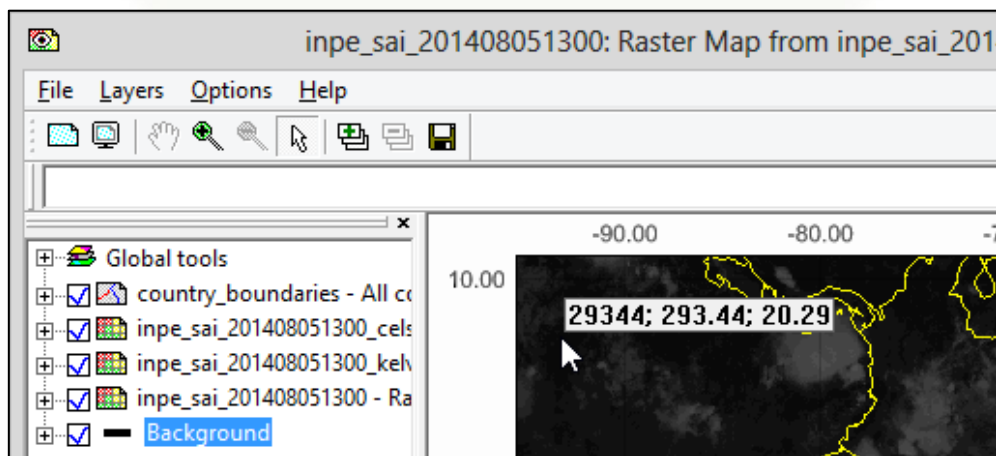 inpe_sai_201408051300: Raster Map from inpe_sai_201
File Layers Options Help
-90.00 -80.00 -7
Global tools
10.00
country_boundaries - All co
29344; 293.44; 20.29
inpe_sai_201408051300_cels
inpe_sai_201408051300_kelv
inpe_sai_201408051300 - Ra
Background